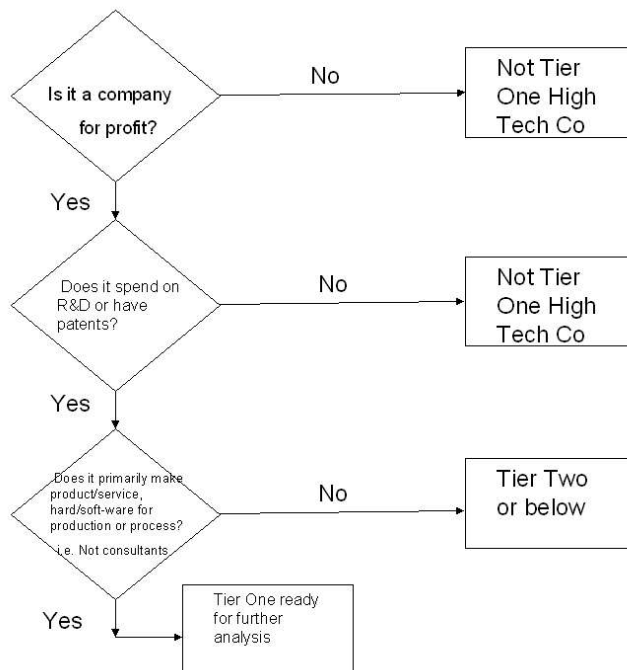 Is it a company
for profit?
No
Not Tier
One High
Tech Co
Yes
Does it spend on
R&D or have
patents?
No
Not Tier
One High
Tech Co
Yes
Does it primarily make
product/service,
hard/soft-ware for
production or process?
i.e. Not consultants
No
Tier Two
or below
Yes
Tier One ready
for further
analysis